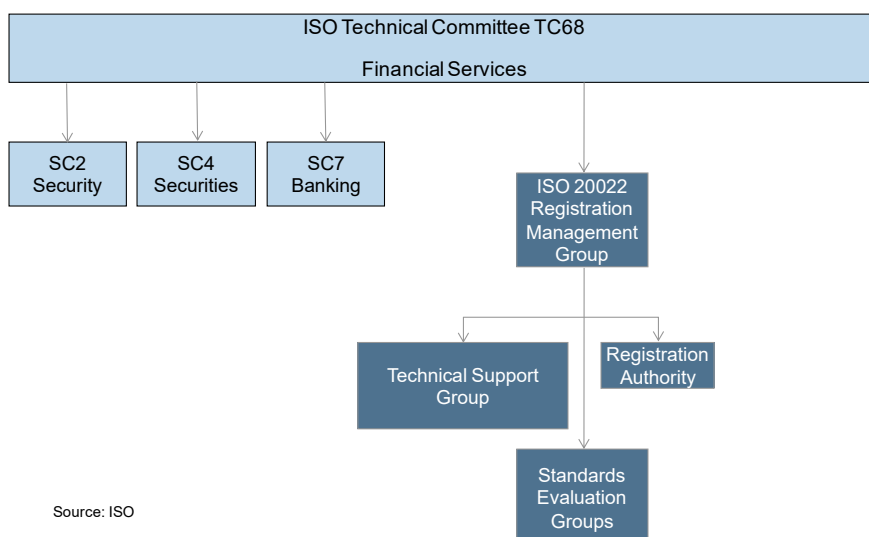 ISO Technical Committee TC68
Financial Services
SC2
Security
SC4
Securities
SC7
Banking
ISO 20022
Registration
Management
Group
Technical Support
Group
Registration
Authority
Standards
Evaluation
Groups
Source: ISO